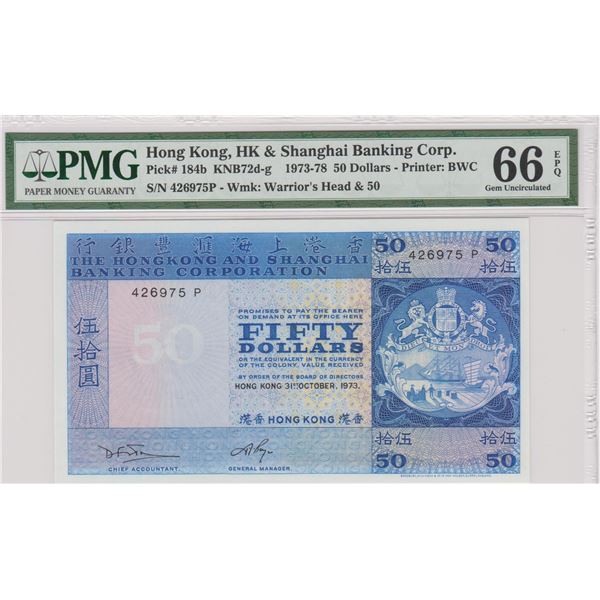 PMG
PAPER MONEY GUARANTY
Hong Kong, HK & Shanghai Banking Corp.
Pick# 184b KNB72d-g 1973-78 50 Dollars - Printer: BWC
S/N 426975P - Wmk: Warrior's Head & 50
66 EPQ
Gem Uncirculated
行銀豐滙海上港香
THE HONGKONG AND SHANGHAI
BANKING CORPORATION
50 50
426975 P
拾伍 拾伍
426975 P
50
伍拾圓
PROMISES TO PAY THE BEARER
ON DEMAND AT ITS OFFICE HERE
FIFTY
DOLLARS
OR THE EQUIVALENT IN THE CURRENCY
OF THE COLONY, VALUE RECEIVED
BY ORDER OF THE BOARD OF DIRECTORS
HONG KONG 31ST OCTOBER, 1973.
港香 HONG KONG 港香
CHIEF ACCOUNTANT.
GENERAL MANAGER.
拾伍 拾伍
50 50